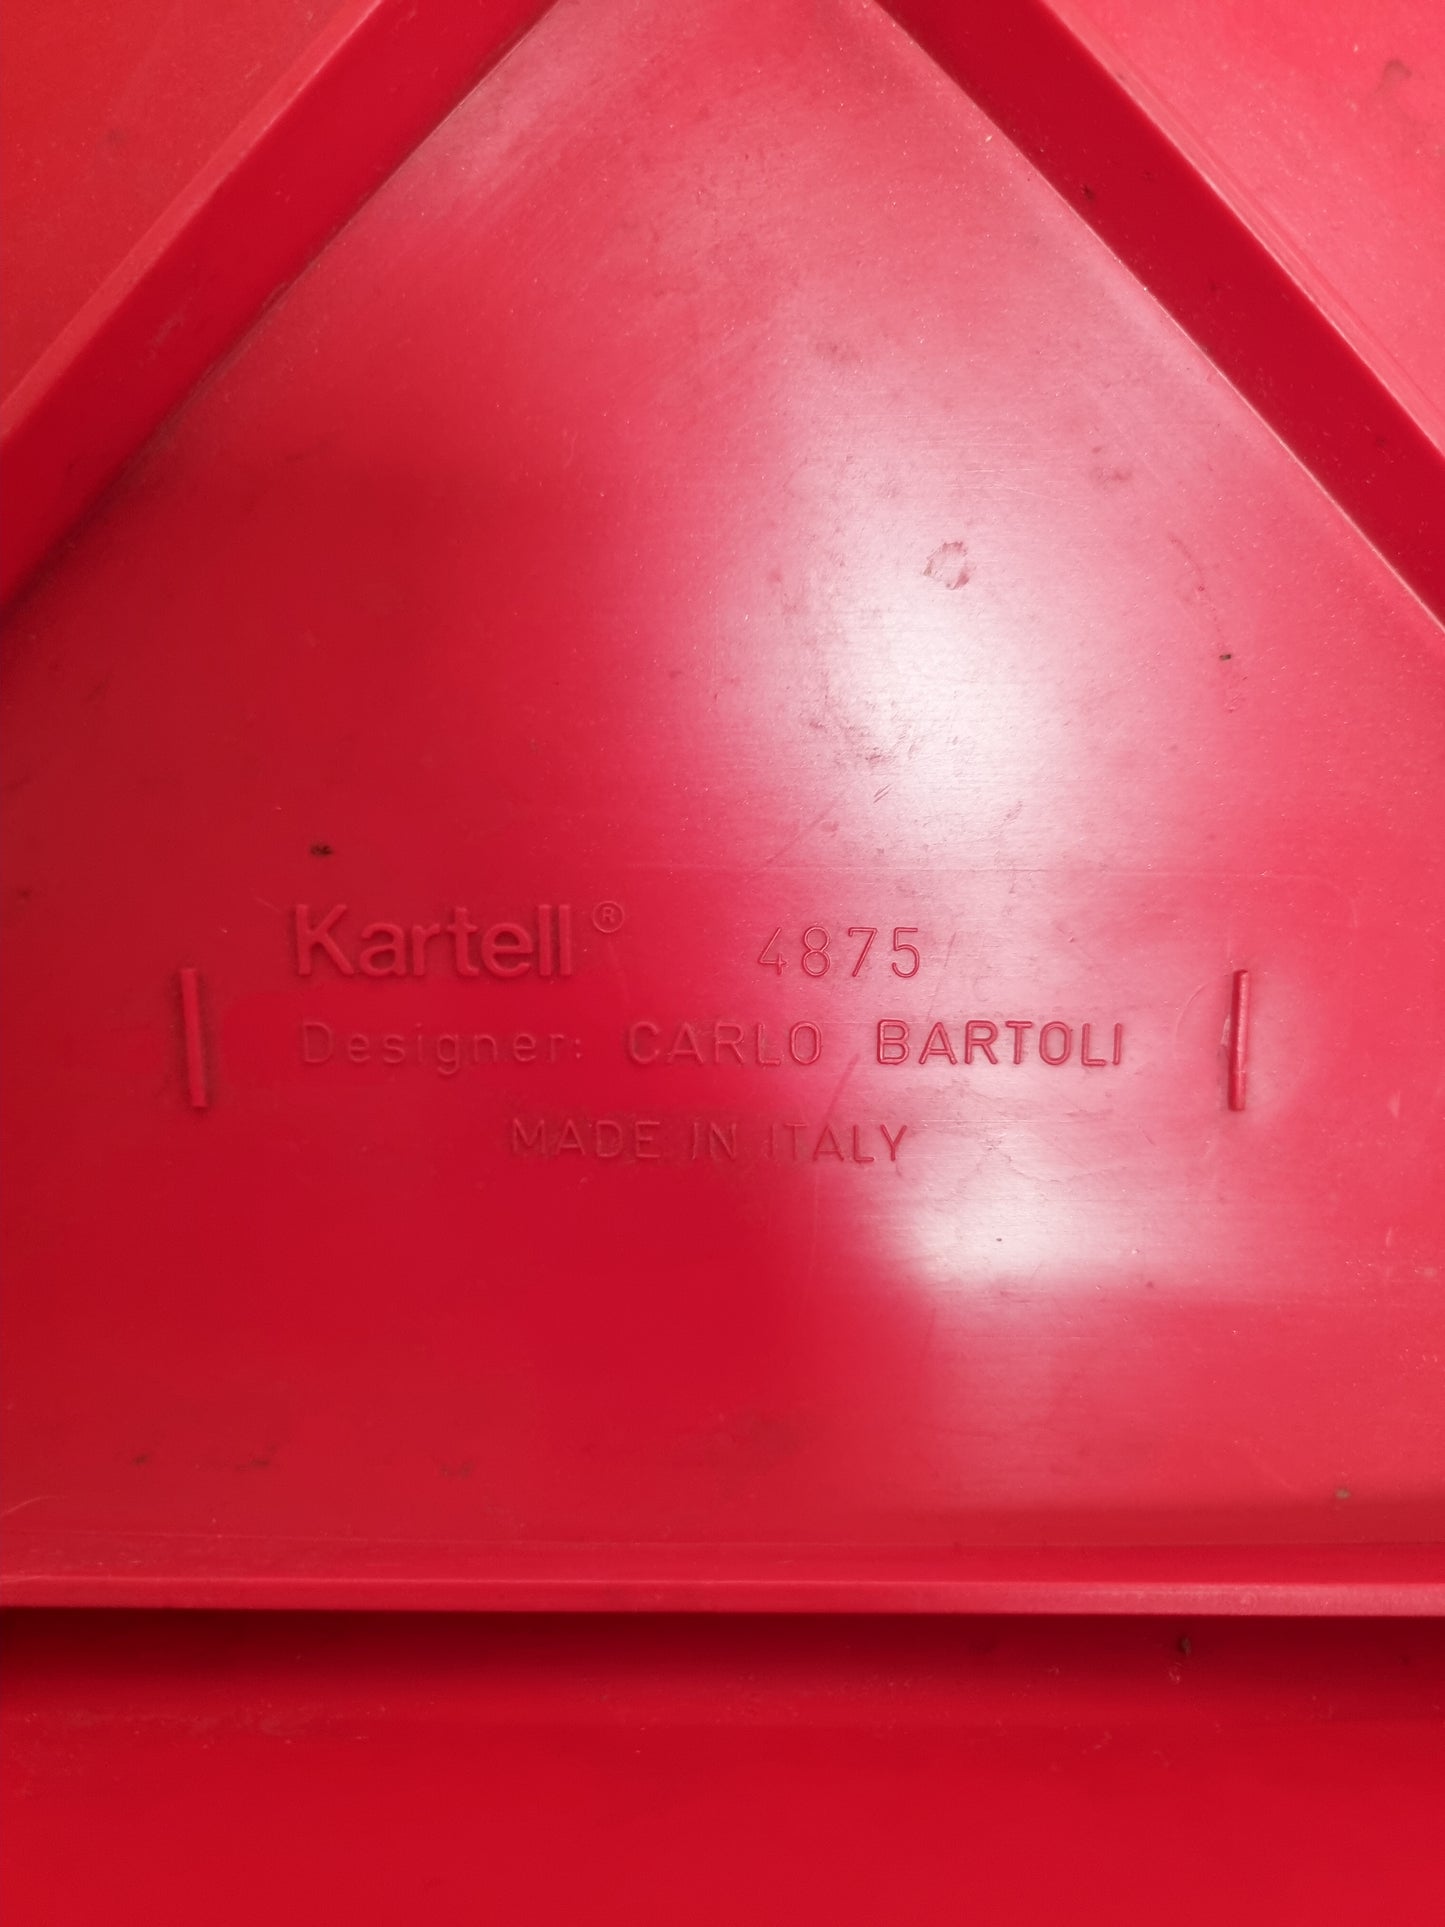 Kartell® 4875
Designer: CARLO BARTOLI
MADE IN ITALY